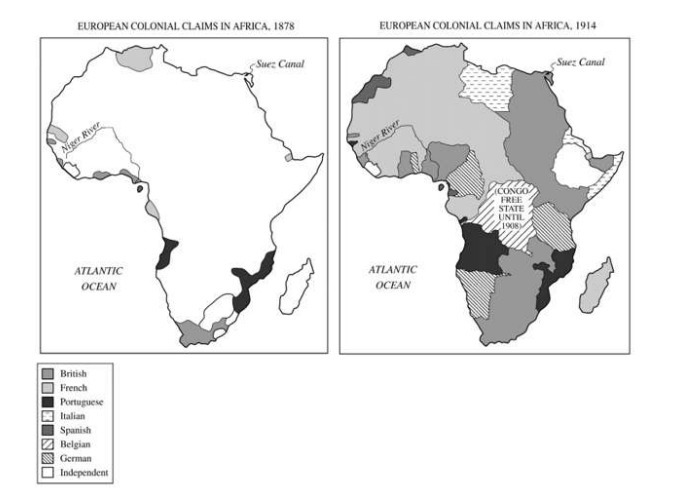 EUROPEAN COLONIAL CLAIMS IN AFRICA, 1878
Suez Canal
Niger River
ATLANTIC
OCEAN
EUROPEAN COLONIAL CLAIMS IN AFRICA, 1914
Suez Canal
Niger River
(CONGO
FREE
STATE
UNTIL
1908)
ATLANTIC
OCEAN
British
French
Portuguese
Italian
Spanish
Belgian
German
Independent